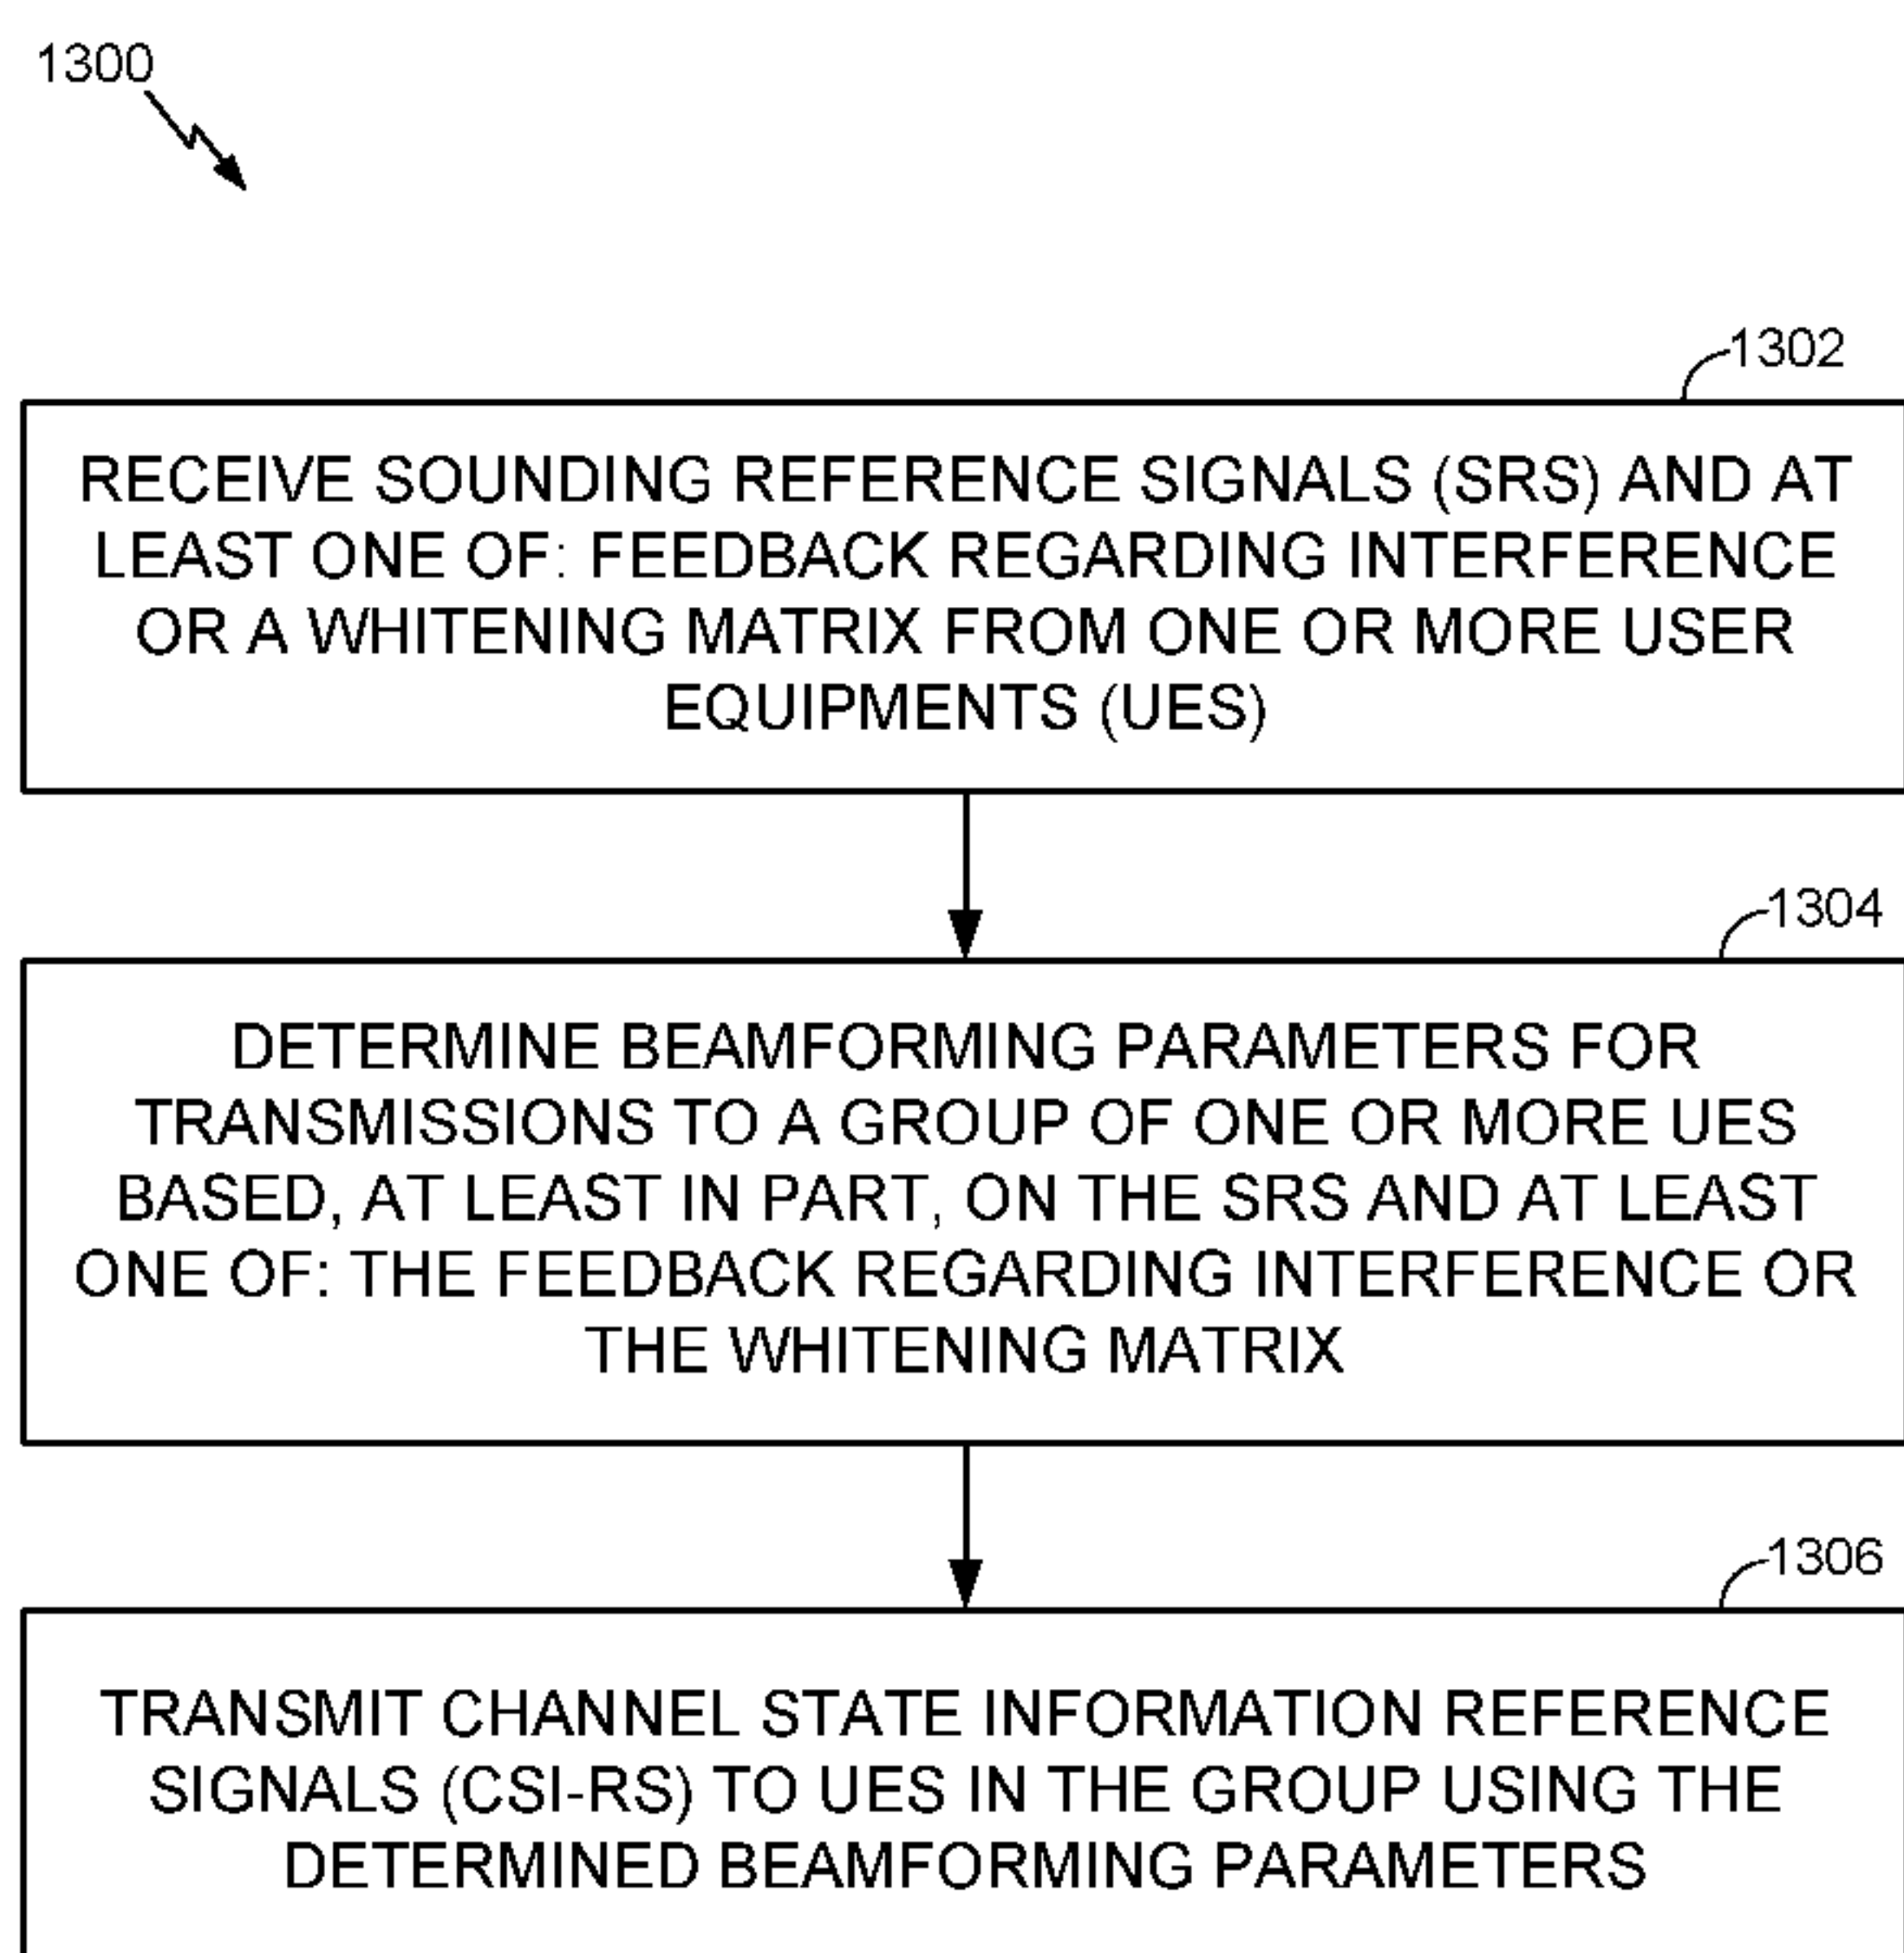 1300
1302
RECEIVE SOUNDING REFERENCE SIGNALS (SRS) AND AT
LEAST ONE OF: FEEDBACK REGARDING INTERFERENCE
OR A WHITENING MATRIX FROM ONE OR MORE USER
EQUIPMENTS (UES)
1304
DETERMINE BEAMFORMING PARAMETERS FOR
TRANSMISSIONS TO A GROUP OF ONE OR MORE UES
BASED, AT LEAST IN PART, ON THE SRS AND AT LEAST
ONE OF: THE FEEDBACK REGARDING INTERFERENCE OR
THE WHITENING MATRIX
1306
TRANSMIT CHANNEL STATE INFORMATION REFERENCE
SIGNALS (CSI-RS) TO UES IN THE GROUP USING THE
DETERMINED BEAMFORMING PARAMETERS